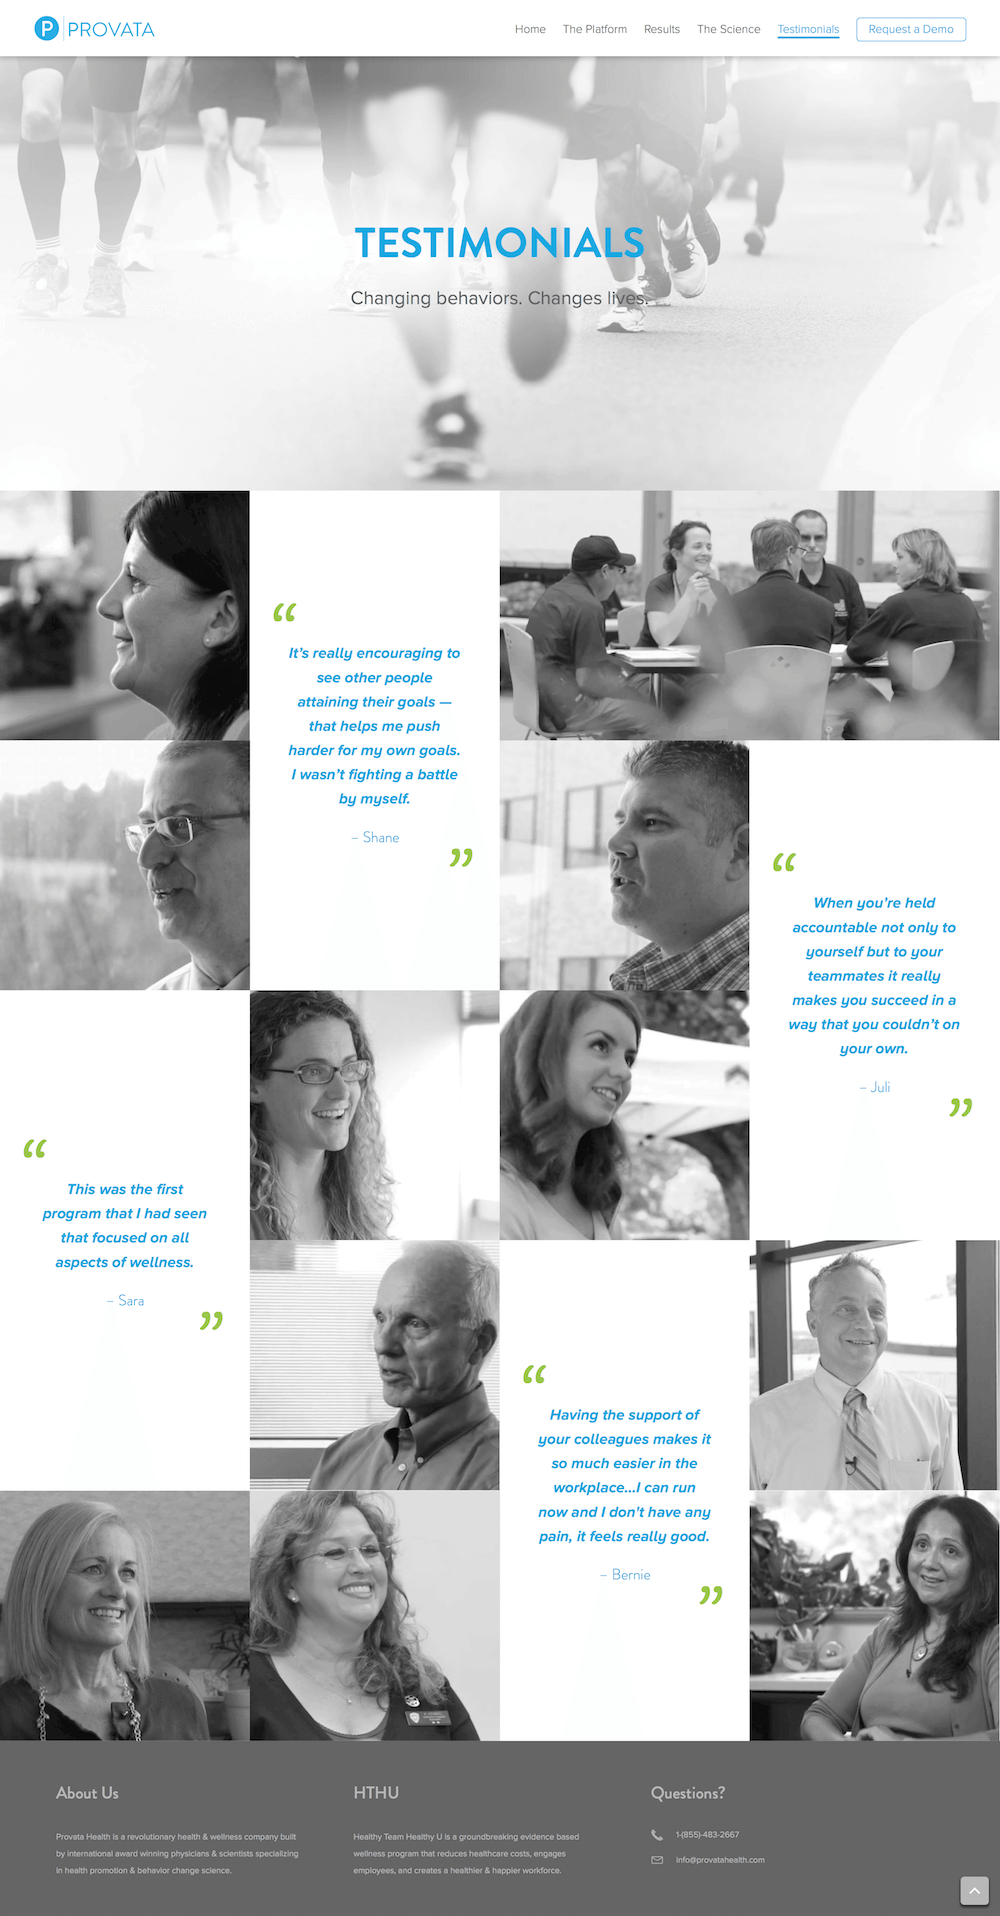 P PROVATA
Home The Platform Results The Science Testimonials Request a Demo
TESTIMONIALS
Changing behaviors. Changes lives.
“
It’s really encouraging to
see other people
attaining their goals —
that helps me push
harder for my own goals.
I wasn’t fighting a battle
by myself.
– Shane
”
“
When you’re held
accountable not only to
yourself but to your
teammates it really
makes you succeed in a
way that you couldn’t on
your own.
– Juli
”
“
This was the first
program that I had seen
that focused on all
aspects of wellness.
– Sara
”
“
Having the support of
your colleagues makes it
so much easier in the
workplace...I can run
now and I don't have any
pain, it feels really good.
– Bernie
”
About Us
Provata Health is a revolutionary health & wellness company built
by international award winning physicians & scientists specializing
in health promotion & behavior change science.
HTHU
Healthy Team Healthy U is a groundbreaking evidence based
wellness program that reduces healthcare costs, engages
employees, and creates a healthier & happier workforce.
Questions?
1-(855)-483-2667
info@provatahealth.com